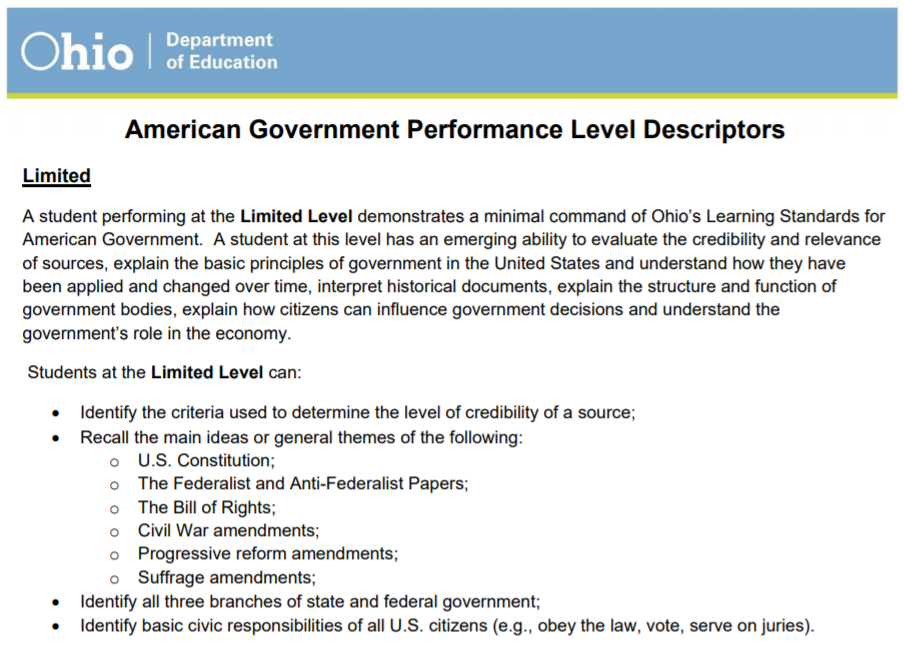 Ohio | Department
of Education
American Government Performance Level Descriptors
Limited
A student performing at the Limited Level demonstrates a minimal command of Ohio's Learning Standards for
American Government.  A student at this level has an emerging ability to evaluate the credibility and relevance
of sources, explain the basic principles of government in the United States and understand how they have
been applied and changed over time, interpret historical documents, explain the structure and function of
government bodies, explain how citizens can influence government decisions and understand the
government's role in the economy.
Students at the Limited Level can:
• Identify the criteria used to determine the level of credibility of a source;
• Recall the main ideas or general themes of the following:
o U.S. Constitution;
o The Federalist and Anti-Federalist Papers;
o The Bill of Rights;
o Civil War amendments;
o Progressive reform amendments;
o Suffrage amendments;
• Identify all three branches of state and federal government;
• Identify basic civic responsibilities of all U.S. citizens (e.g., obey the law, vote, serve on juries).